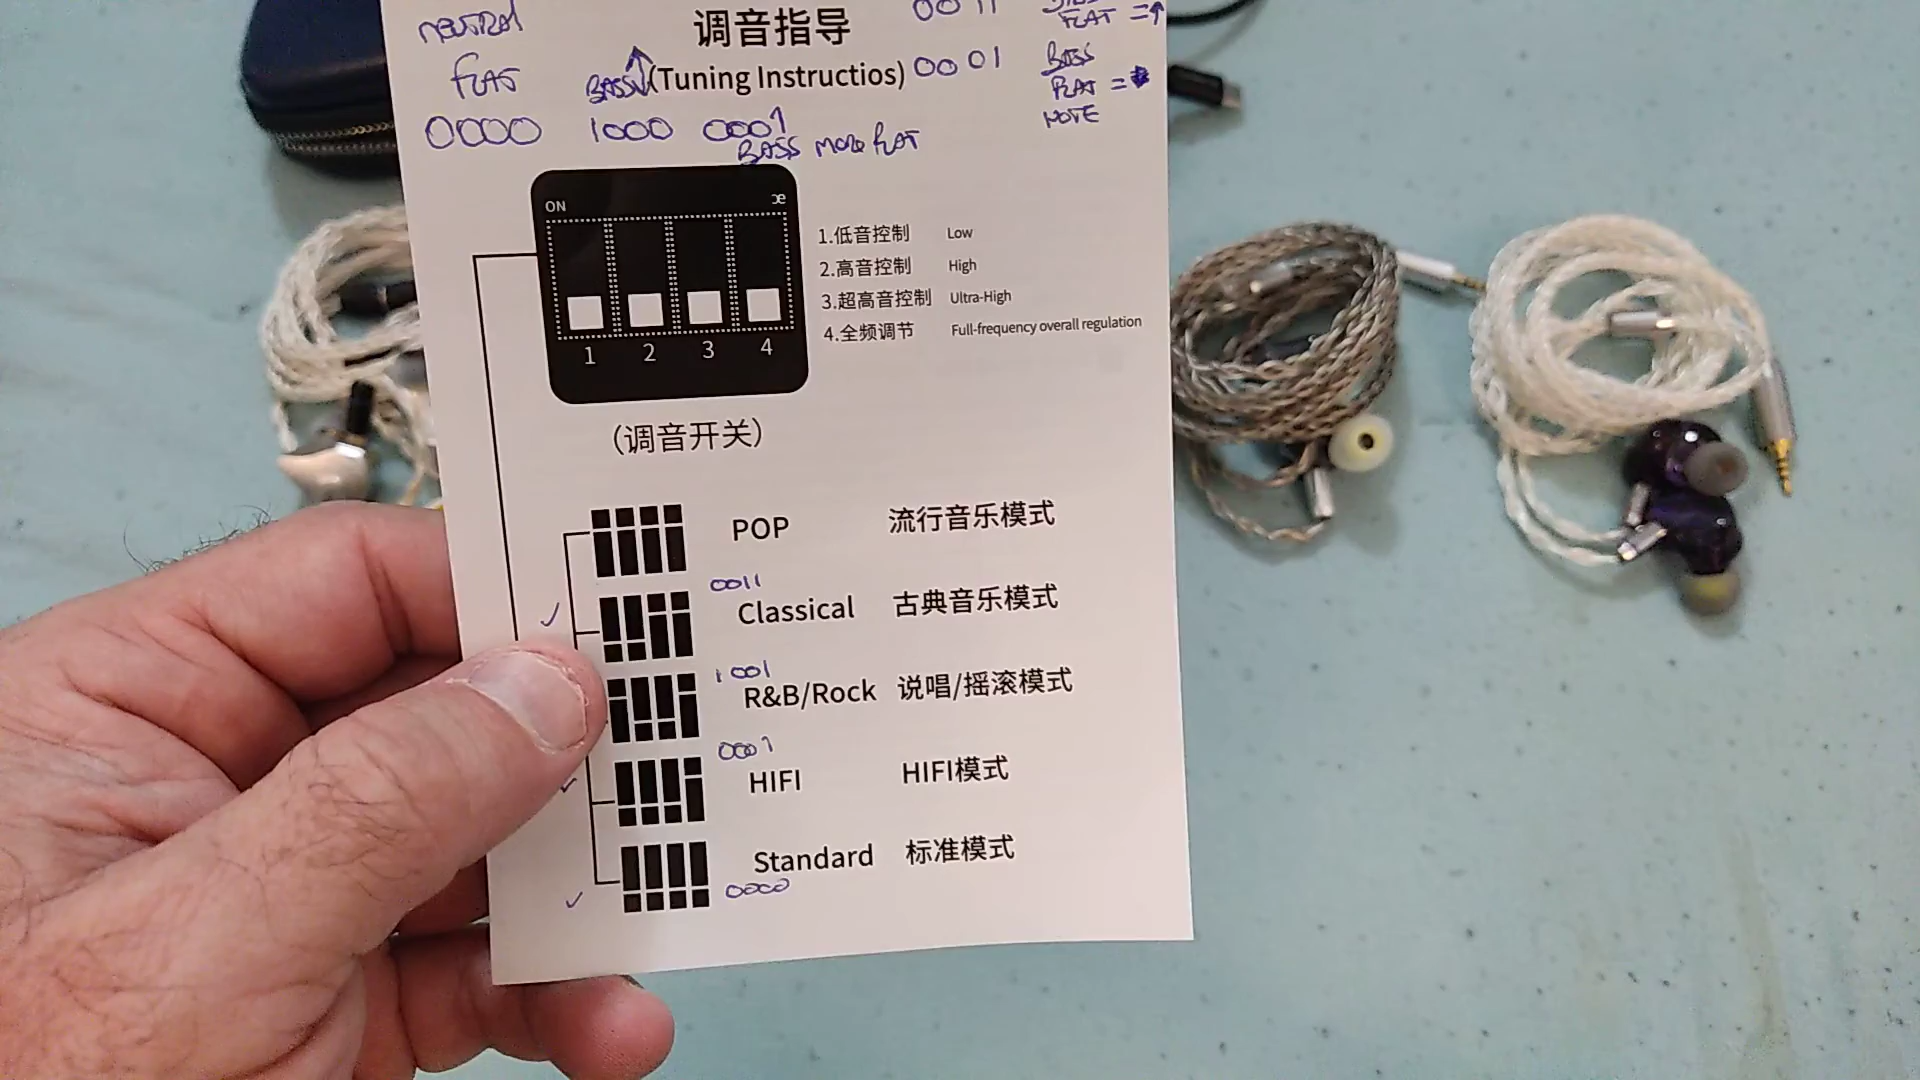 NEUTRAL
调音指导
0011
FLAT =↑
FLAT
BASS
(Tuning Instructios)
0001
BASS
FLAT =
0000
1000
0001
NOTE
BASS MORE FLAT
ON
1 2 3 4
1.低音控制 Low
2.高音控制 High
3.超高音控制 Ultra-High
4.全频调节 Full-frequency overall regulation
(调音开关)
POP 流行音乐模式
0011
Classical 古典音乐模式
1001
R&B/Rock 说唱/摇滚模式
0001
HIFI HIFI模式
Standard 标准模式
0000